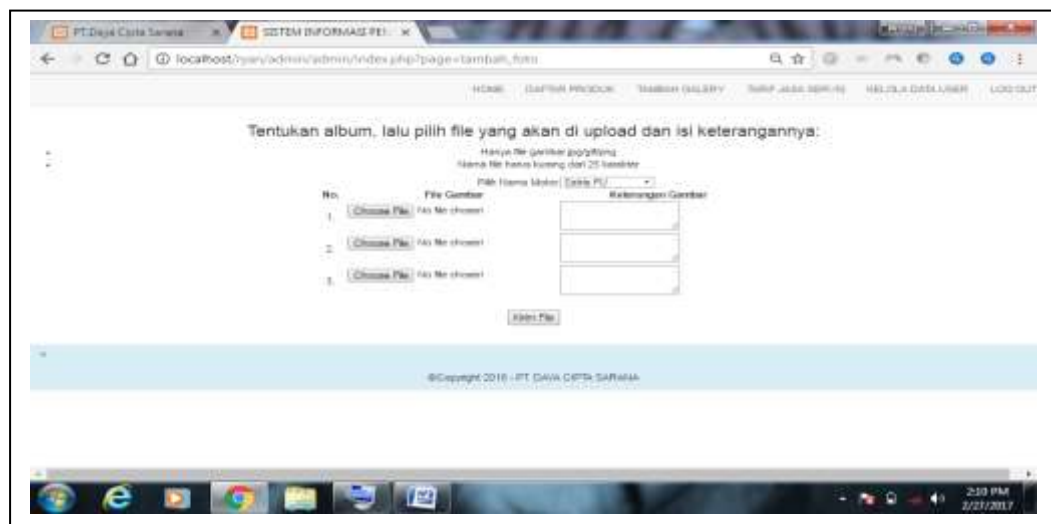 PT.Daya Cipta Sarana
SISTEM INFORMASI PEN
localhost/ryan/admin/admin/index.php?page=tambah_foto
HOME DAFTAR PRODUK TAMBAH GALERY TARIF JASA SERVIS KELOLA DATA USER LOG OUT
Tentukan album, lalu pilih file yang akan di upload dan isi keterangannya:
Hanya file gambar jpg/gif/png
Nama file harus kurang dari 25 karakter
Pilih Nama Motor Satria FU
No. File Gambar Keterangan Gambar
1. Choose File No file chosen
2. Choose File No file chosen
3. Choose File No file chosen
Kirim File
©Copyright 2016 - PT. DAYA CIPTA SARANA
2:10 PM
2/27/2017